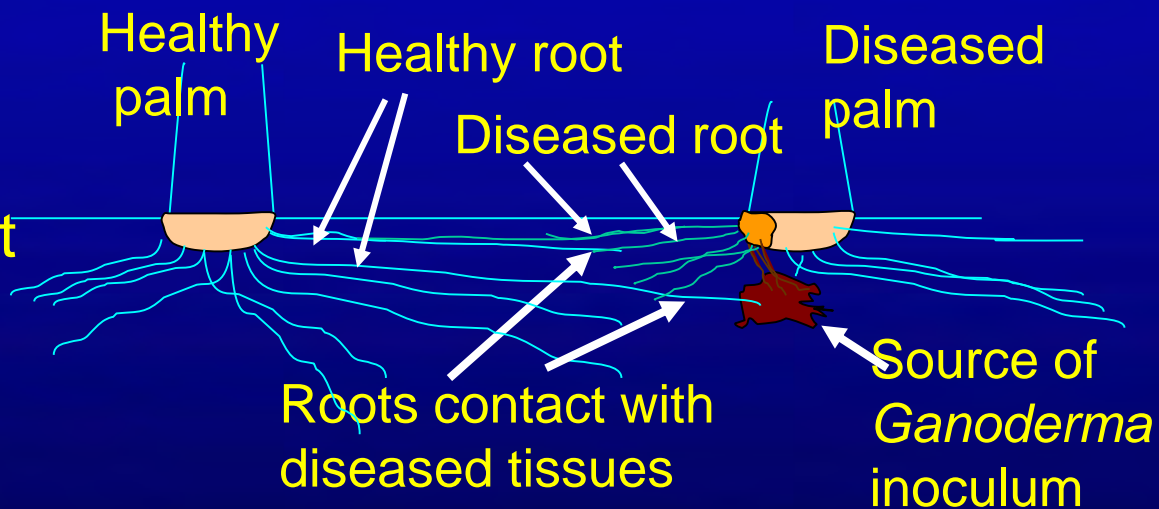 Healthy
palm
Healthy root
Diseased root
Diseased
palm
t
Roots contact with
diseased tissues
Source of
Ganoderma
inoculum